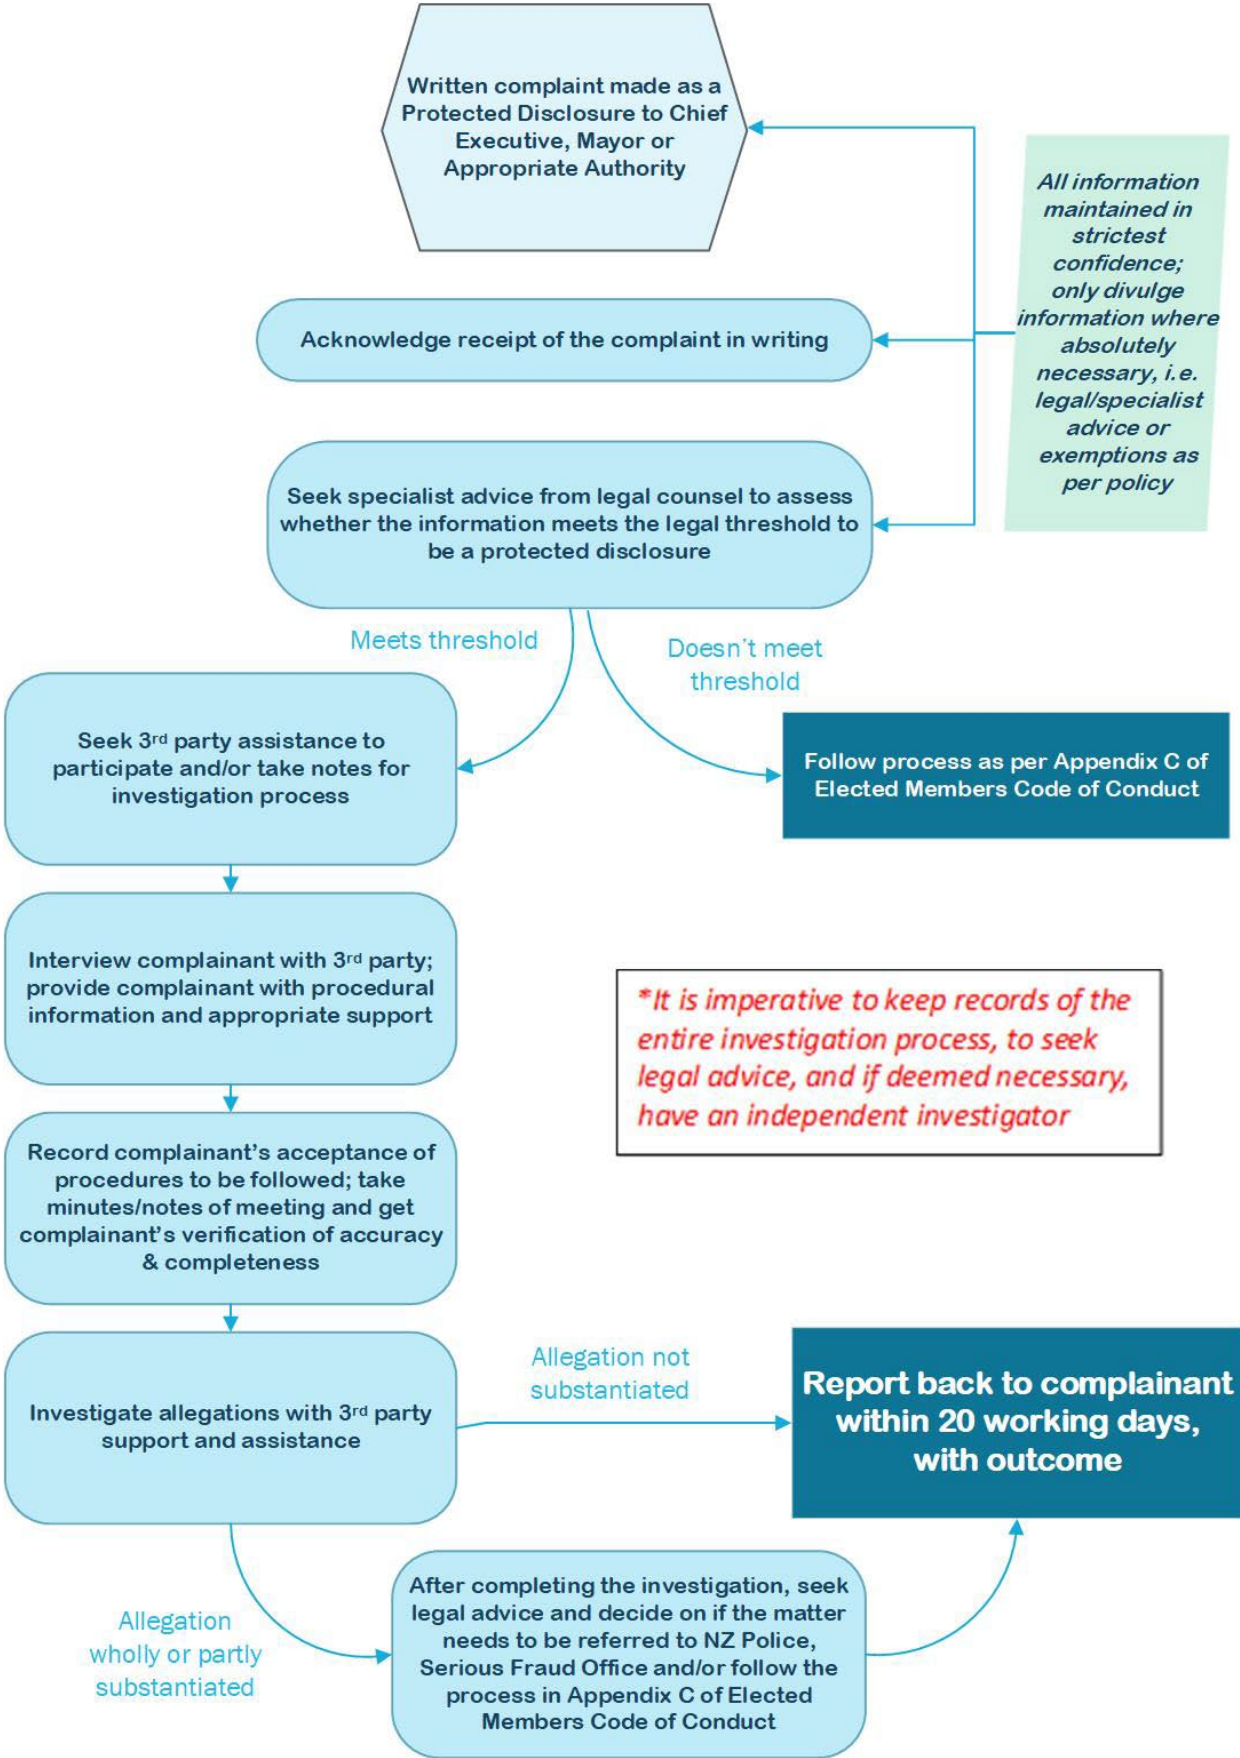 Written complaint made as a
Protected Disclosure to Chief
Executive, Mayor or
Appropriate Authority
All information
maintained in
strictest
confidence;
only divulge
information where
absolutely
necessary, i.e.
legal/specialist
advice or
exemptions as
per policy
Acknowledge receipt of the complaint in writing
Seek specialist advice from legal counsel to assess
whether the information meets the legal threshold to
be a protected disclosure
Meets threshold
Doesn't meet
threshold
Seek 3rd party assistance to
participate and/or take notes for
investigation process
Follow process as per Appendix C of
Elected Members Code of Conduct
Interview complainant with 3rd party;
provide complainant with procedural
information and appropriate support
*It is imperative to keep records of the
entire investigation process, to seek
legal advice, and if deemed necessary,
have an independent investigator
Record complainant's acceptance of
procedures to be followed; take
minutes/notes of meeting and get
complainant's verification of accuracy
& completeness
Investigate allegations with 3rd party
support and assistance
Allegation not
substantiated
Report back to complainant
within 20 working days,
with outcome
Allegation
wholly or partly
substantiated
After completing the investigation, seek
legal advice and decide on if the matter
needs to be referred to NZ Police,
Serious Fraud Office and/or follow the
process in Appendix C of Elected
Members Code of Conduct